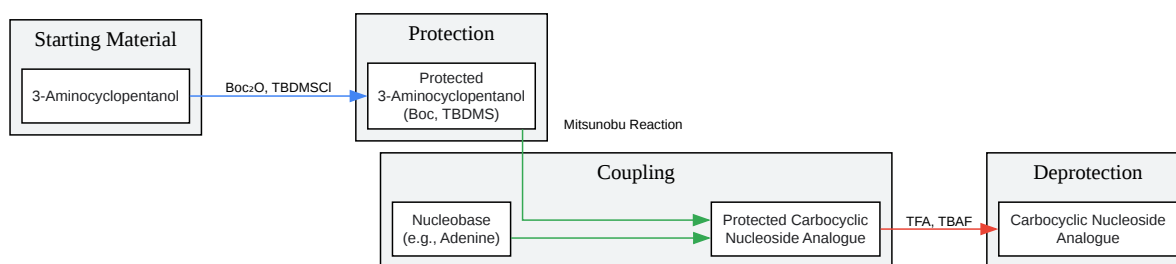 Starting Material
3-Aminocyclopentanol
Boc₂O, TBDMSCl
Protection
Protected
3-Aminocyclopentanol
(Boc, TBDMS)
Mitsunobu Reaction
Coupling
Nucleobase
(e.g., Adenine)
Protected Carbocyclic
Nucleoside Analogue
TFA, TBAF
Deprotection
Carbocyclic Nucleoside
Analogue